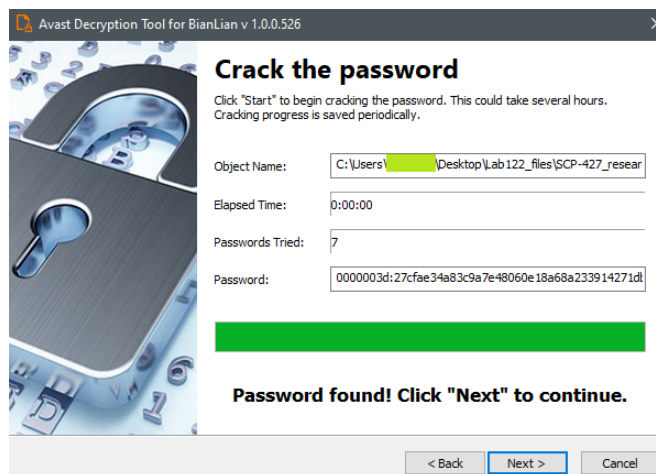 Avast Decryption Tool for BianLian v 1.0.0.526
Crack the password
Click "Start" to begin cracking the password. This could take several hours.
Cracking progress is saved periodically.
Object Name: C:\Users\ \Desktop\Lab122_files\SCP-427_resear
Elapsed Time: 0:00:00
Passwords Tried: 7
Password: 0000003d:27cfae34a83c9a7e48060e18a68a233914271db
Password found! Click "Next" to continue.
< Back Next > Cancel